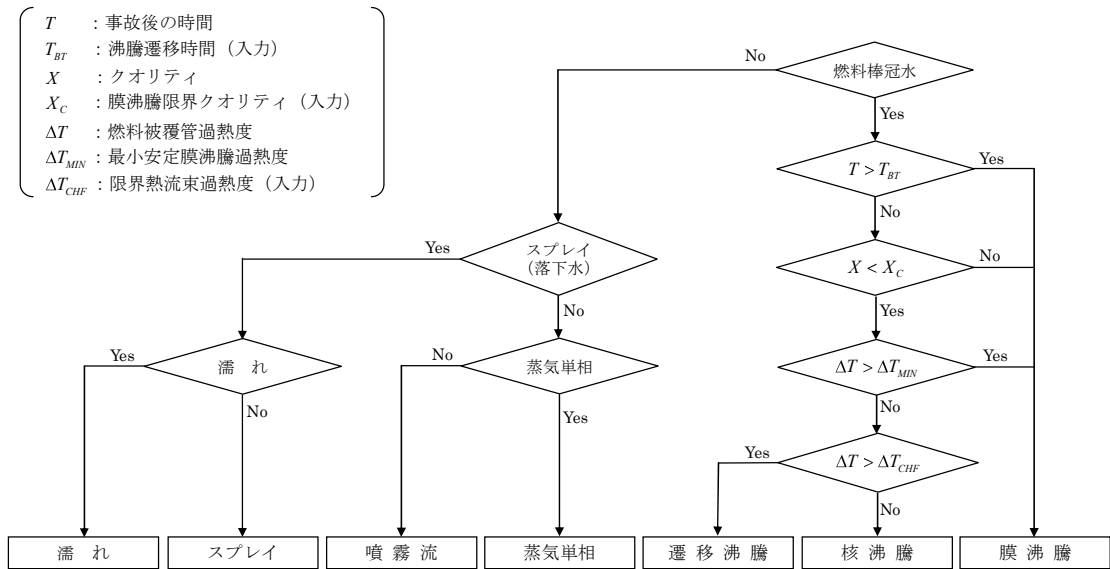 T ：事故後の時間
T_BT ：沸騰遷移時間（入力）
X ：クオリティ
X_C ：膜沸騰限界クオリティ（入力）
ΔT ：燃料被覆管過熱度
ΔT_MIN ：最小安定膜沸騰過熱度
ΔT_CHF ：限界熱流束過熱度（入力）
No
燃料棒冠水
Yes
T > T_BT
Yes
No
Yes
スプレイ
（落下水）
X < X_C
No
No
Yes
Yes
濡 れ
No
蒸気単相
ΔT > ΔT_MIN
Yes
No
Yes
No
Yes
ΔT > ΔT_CHF
No
濡 れ
スプレイ
噴 霧 流
蒸気単相
遷 移 沸 騰
核 沸 騰
膜 沸 騰